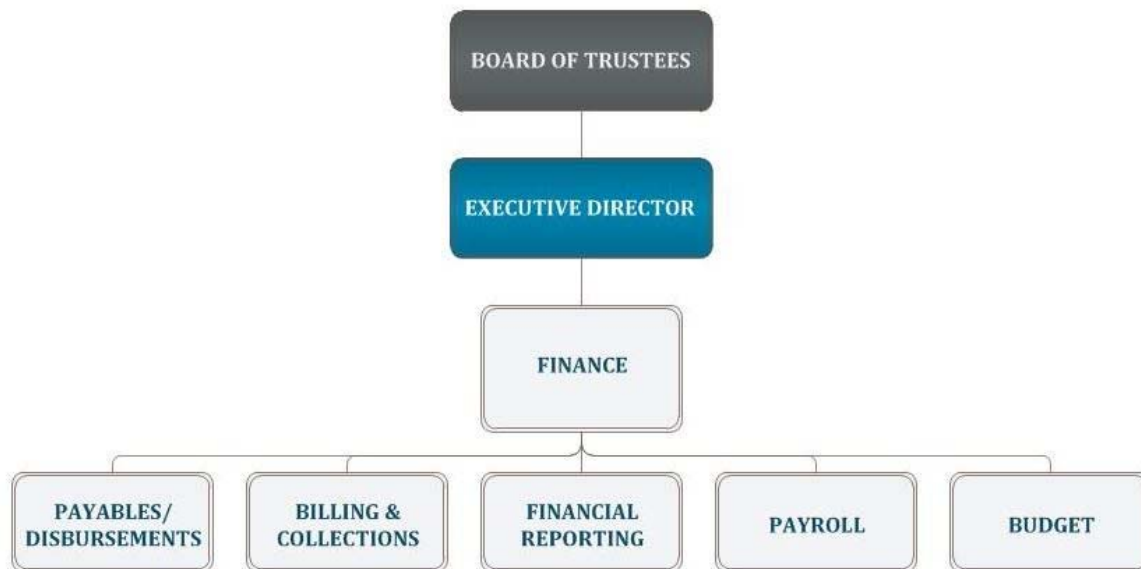 BOARD OF TRUSTEES
EXECUTIVE DIRECTOR
FINANCE
PAYABLES/
DISBURSEMENTS
BILLING &
COLLECTIONS
FINANCIAL
REPORTING
PAYROLL
BUDGET